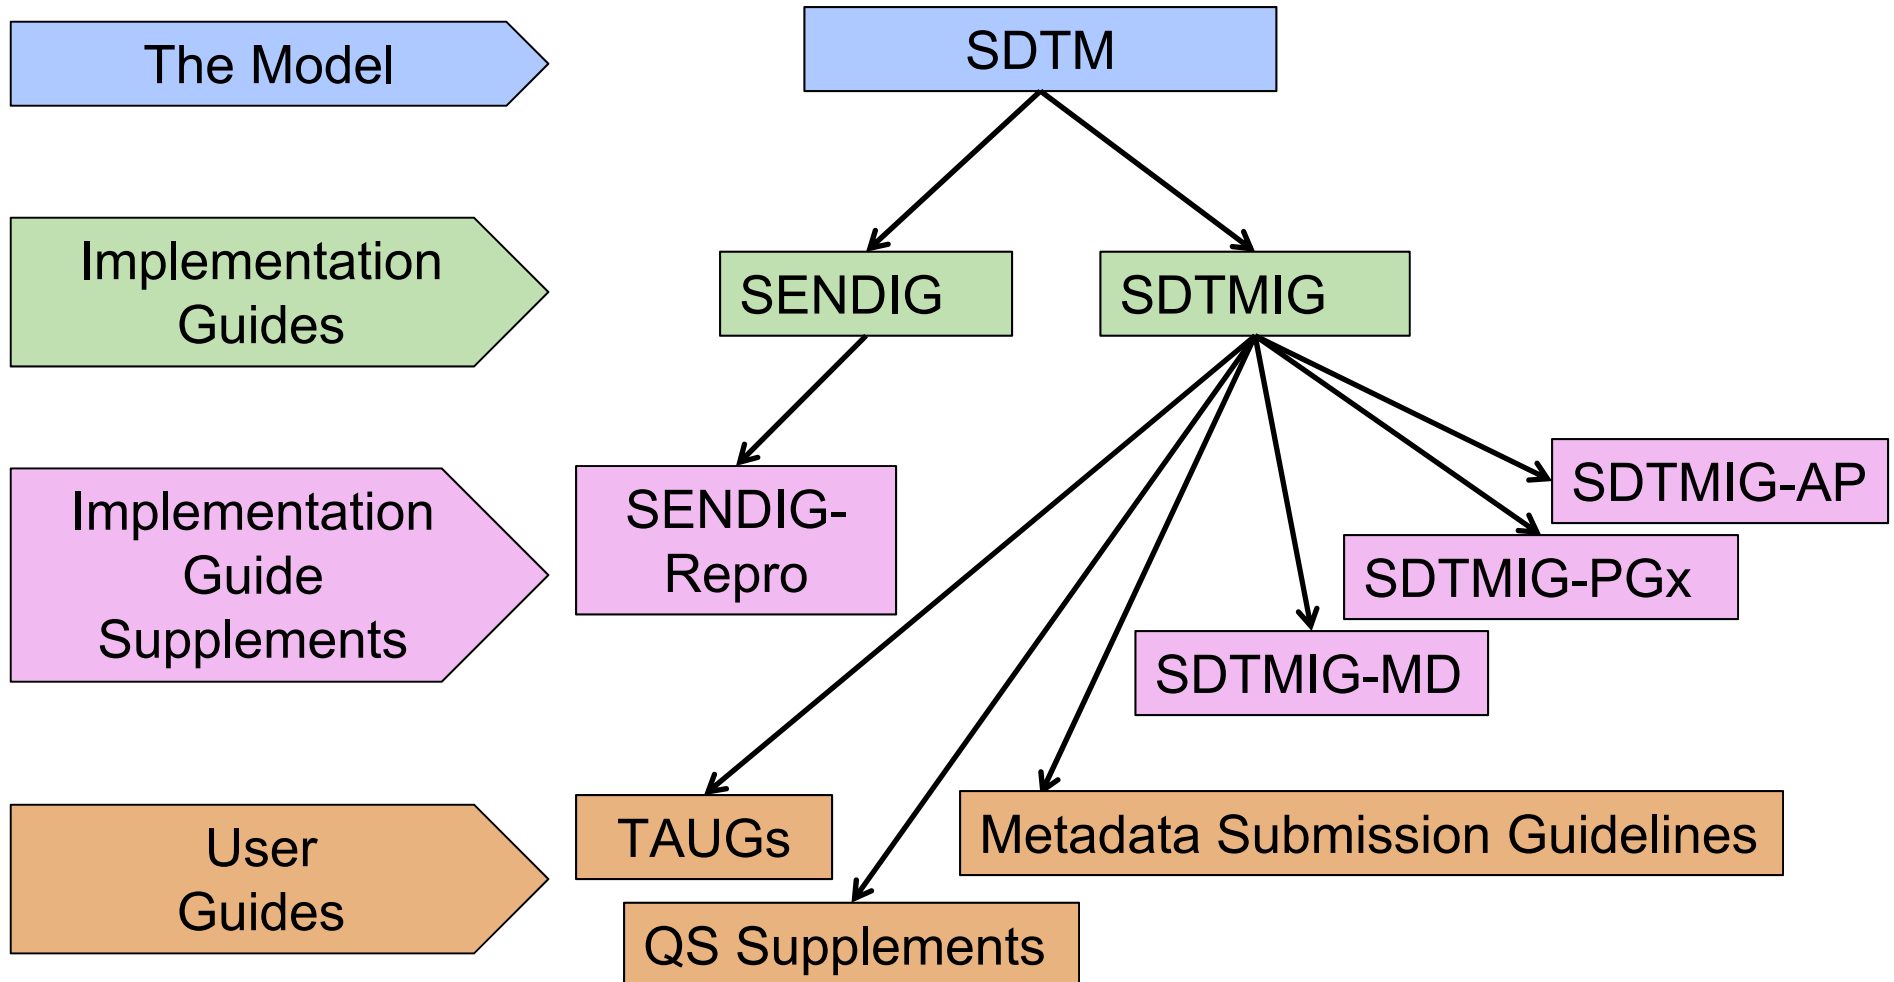 The Model
SDTM
Implementation
Guides
SENDIG
SDTMIG
Implementation
Guide
Supplements
SENDIG-
Repro
SDTMIG-AP
SDTMIG-PGx
SDTMIG-MD
User
Guides
TAUGs
Metadata Submission Guidelines
QS Supplements